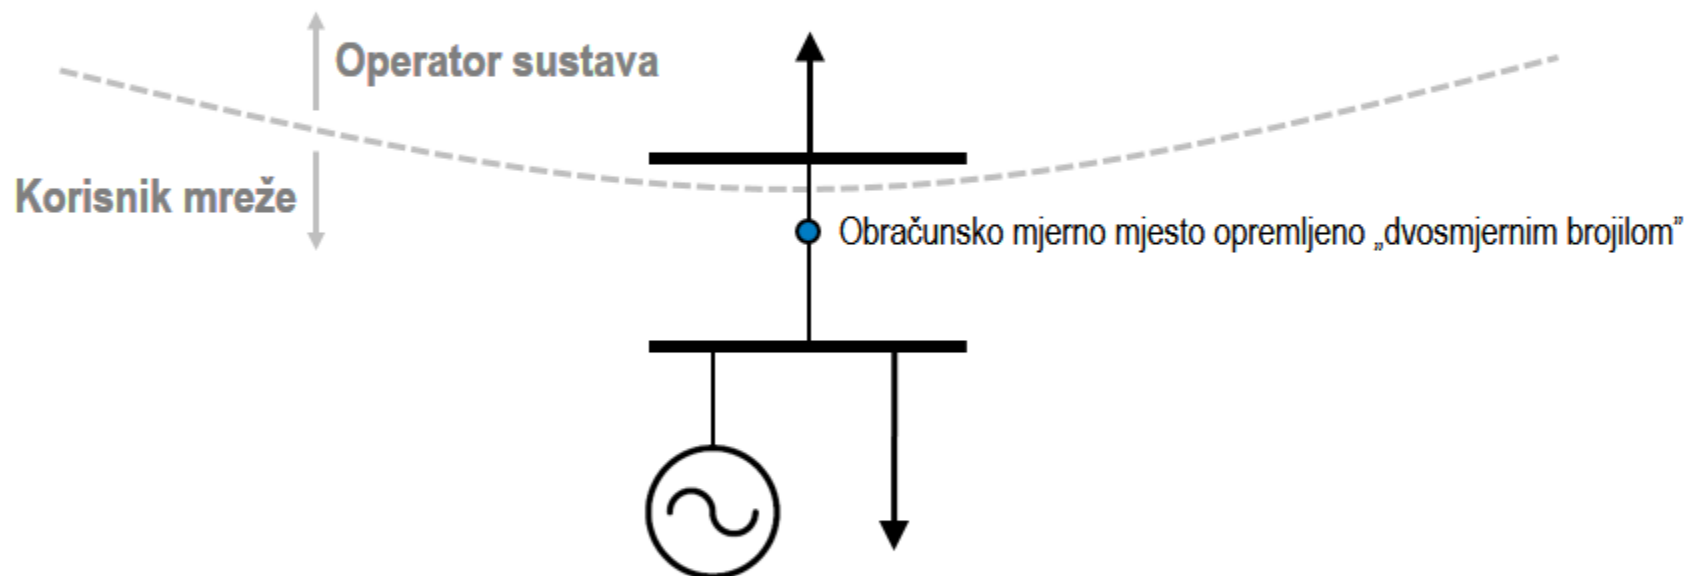 Operator sustava
Korisnik mreže
Obračunsko mjerno mjesto opremljeno „dvosmjernim brojilom”